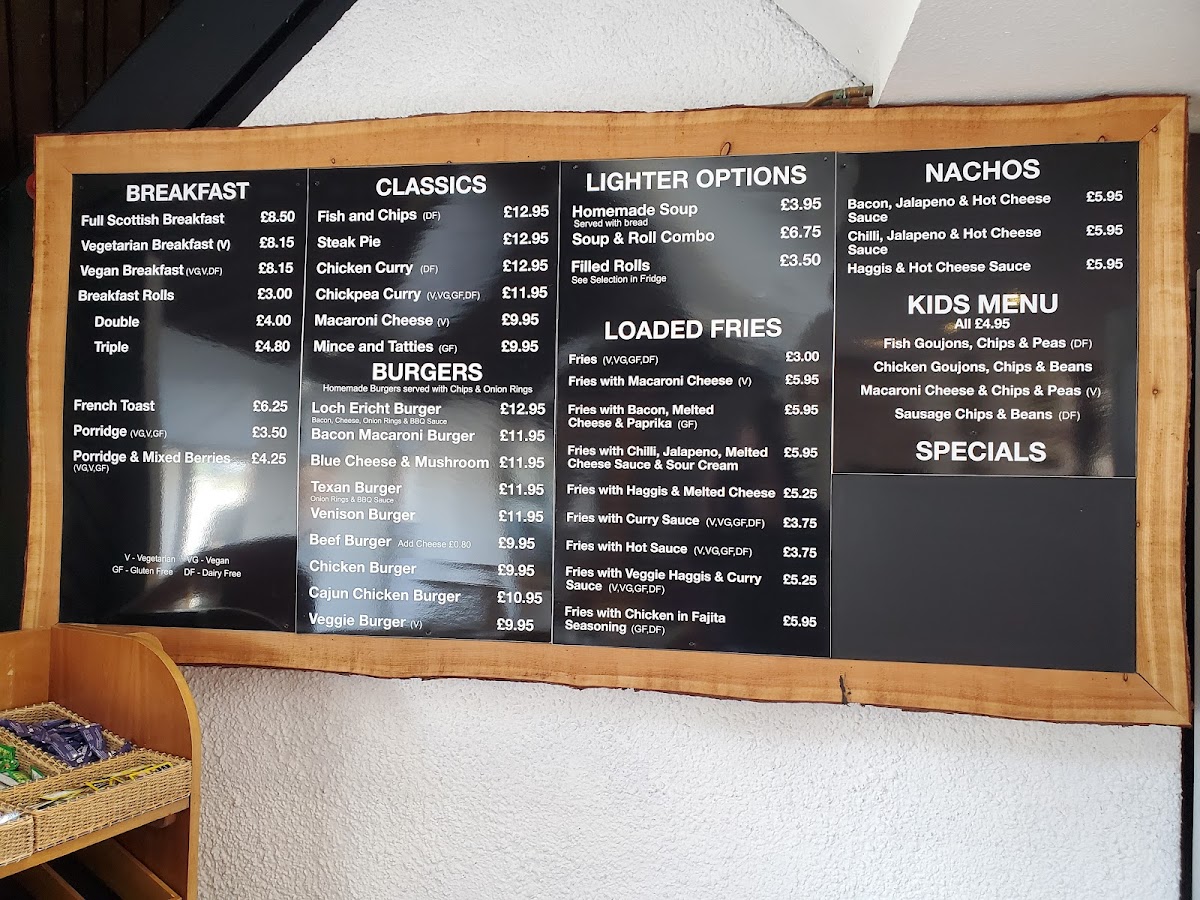 BREAKFAST
Full Scottish Breakfast £8.50
Vegetarian Breakfast (V) £8.15
Vegan Breakfast (VG,V,DF) £8.15
Breakfast Rolls £3.00
Double £4.00
Triple £4.80
French Toast £6.25
Porridge (VG,V,GF) £3.50
Porridge & Mixed Berries £4.25
(VG,V,GF)
V - Vegetarian VG - Vegan
GF - Gluten Free DF - Dairy Free
CLASSICS
Fish and Chips (DF) £12.95
Steak Pie £12.95
Chicken Curry (DF) £12.95
Chickpea Curry (V,VG,GF,DF) £11.95
Macaroni Cheese (V) £9.95
Mince and Tatties (GF) £9.95
BURGERS
Homemade Burgers served with Chips & Onion Rings
Loch Ericht Burger £12.95
Bacon, Cheese, Onion Rings & BBQ Sauce
Bacon Macaroni Burger £11.95
Blue Cheese & Mushroom £11.95
Texan Burger £11.95
Onion Rings & BBQ Sauce
Venison Burger £11.95
Beef Burger Add Cheese £0.80 £9.95
Chicken Burger £9.95
Cajun Chicken Burger £10.95
Veggie Burger (V) £9.95
LIGHTER OPTIONS
Homemade Soup £3.95
Served with bread
Soup & Roll Combo £6.75
Filled Rolls £3.50
See Selection in Fridge
LOADED FRIES
Fries (V,VG,GF,DF) £3.00
Fries with Macaroni Cheese (V) £5.95
Fries with Bacon, Melted £5.95
Cheese & Paprika (GF)
Fries with Chilli, Jalapeno, Melted £5.95
Cheese Sauce & Sour Cream
Fries with Haggis & Melted Cheese £5.25
Fries with Curry Sauce (V,VG,GF,DF) £3.75
Fries with Hot Sauce (V,VG,GF,DF) £3.75
Fries with Veggie Haggis & Curry £5.25
Sauce (V,VG,GF,DF)
Fries with Chicken in Fajita £5.95
Seasoning (GF,DF)
NACHOS
Bacon, Jalapeno & Hot Cheese £5.95
Sauce
Chilli, Jalapeno & Hot Cheese £5.95
Sauce
Haggis & Hot Cheese Sauce £5.95
KIDS MENU
All £4.95
Fish Goujons, Chips & Peas (DF)
Chicken Goujons, Chips & Beans
Macaroni Cheese & Chips & Peas (V)
Sausage Chips & Beans (DF)
SPECIALS